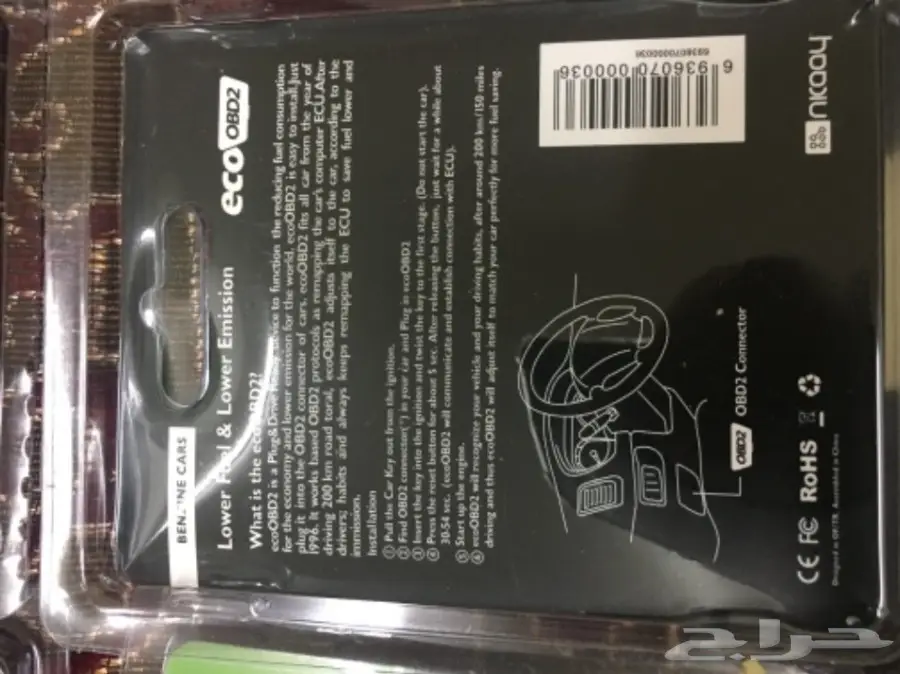 BENZINE CARS
Lower Fuel & Lower Emission
ecoOBD2
What is the ecoOBD2?
ecoOBD2 is a Plug&Drive device to function the reducing fuel consumption
for the economy and lower emission for the world. ecoOBD2 is easy to install, just
plug it into the OBD2 connector of cars. ecoOBD2 fits all car from the year of
1996. It works based OBD2 protocols as remapping the car's computer ECU. After
driving 200 km road toral, ecoOBD2 adjusts itself to the car, according to the
drivers; habits and always keeps remapping the ECU to save fuel lower and
immission.
Installation
① Pull the Car Key out from the ignition.
② Find OBD2 connector(*) in your car and Plug in ecoOBD2
③ Insert the key into the ignition and twist the key to the first stage. (Do not start the car).
④ Press the reset button for about 5 sec. After releasing the button, just wait for a while about
30-54 sec. (ecoOBD2 will communicate and establish connection with ECU).
⑤ Start up the engine.
⑥ ecoOBD2 will recognize your vehicle and your driving habits, after around 200 km/150 miles
driving and thus ecoOBD2 will adjust itself to match your car perfectly for more fuel saving.
6936070000036
6 936070 000036
OBD2 OBD2 Connector
CE FC RoHS
Assembled in China
nkaay
حراج